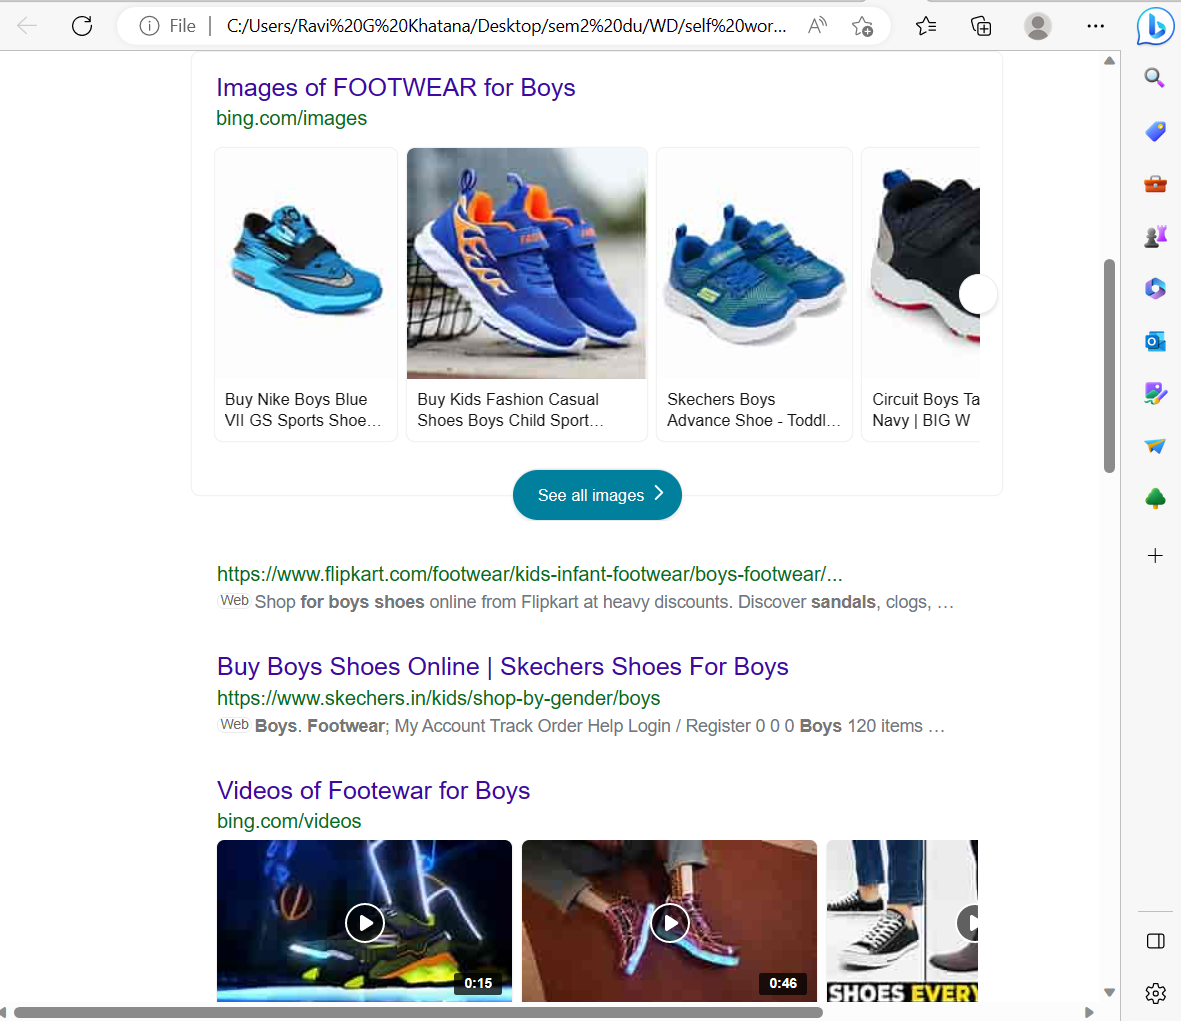 File | C:/Users/Ravi%20G%20Khatana/Desktop/sem2%20du/WD/self%20wor...
Images of FOOTWEAR for Boys
bing.com/images
Buy Nike Boys Blue
VII GS Sports Shoe...
Buy Kids Fashion Casual
Shoes Boys Child Sport...
Skechers Boys
Advance Shoe - Toddl...
Circuit Boys Ta
Navy | BIG W
See all images
https://www.flipkart.com/footwear/kids-infant-footwear/boys-footwear/...
Web Shop for boys shoes online from Flipkart at heavy discounts. Discover sandals, clogs, ...
Buy Boys Shoes Online | Skechers Shoes For Boys
https://www.skechers.in/kids/shop-by-gender/boys
Web Boys. Footwear; My Account Track Order Help Login / Register 0 0 0 Boys 120 items ...
Videos of Footewar for Boys
bing.com/videos
0:15
0:46
SHOES EVERY